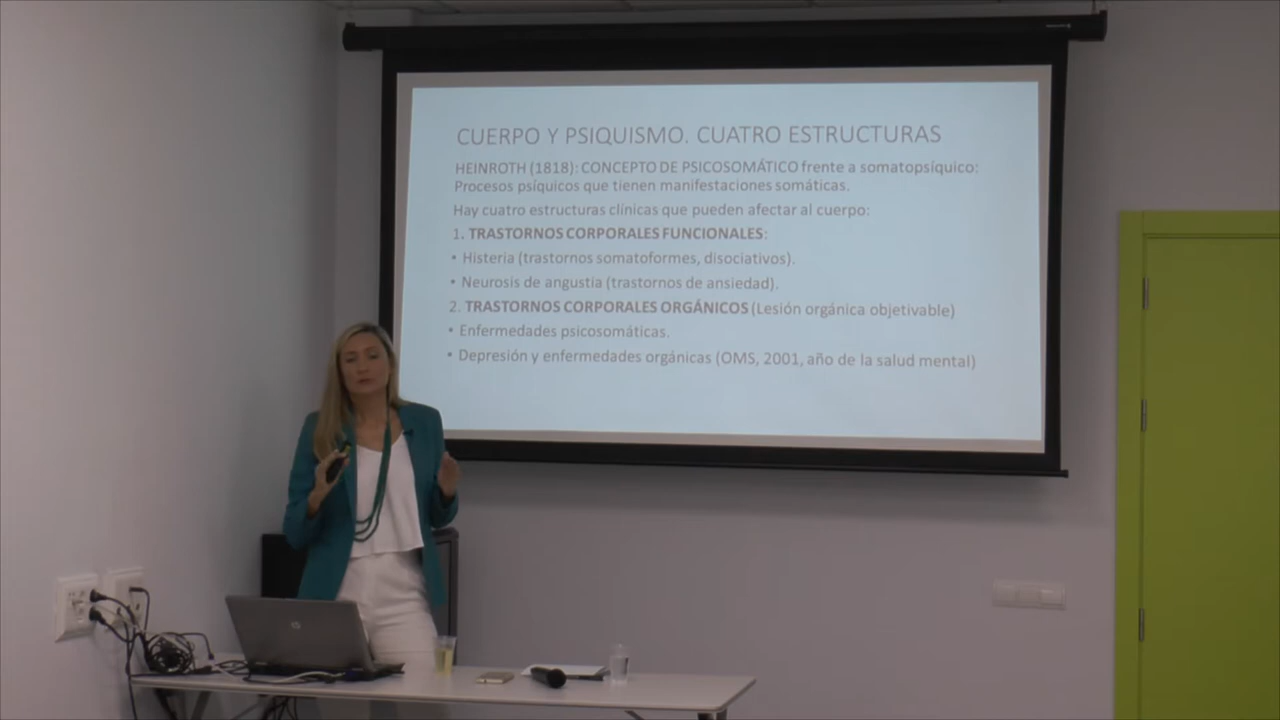 CUERPO Y PSIQUISMO. CUATRO ESTRUCTURAS
HEINROTH (1818): CONCEPTO DE PSICOSOMÁTICO frente a somatopsíquico:
Procesos psíquicos que tienen manifestaciones somáticas.
Hay cuatro estructuras clínicas que pueden afectar al cuerpo:
1. TRASTORNOS CORPORALES FUNCIONALES:
• Histeria (trastornos somatoformes, disociativos).
• Neurosis de angustia (trastornos de ansiedad).
2. TRASTORNOS CORPORALES ORGÁNICOS (Lesión orgánica objetivable)
• Enfermedades psicosomáticas.
• Depresión y enfermedades orgánicas (OMS, 2001, año de la salud mental)
hp